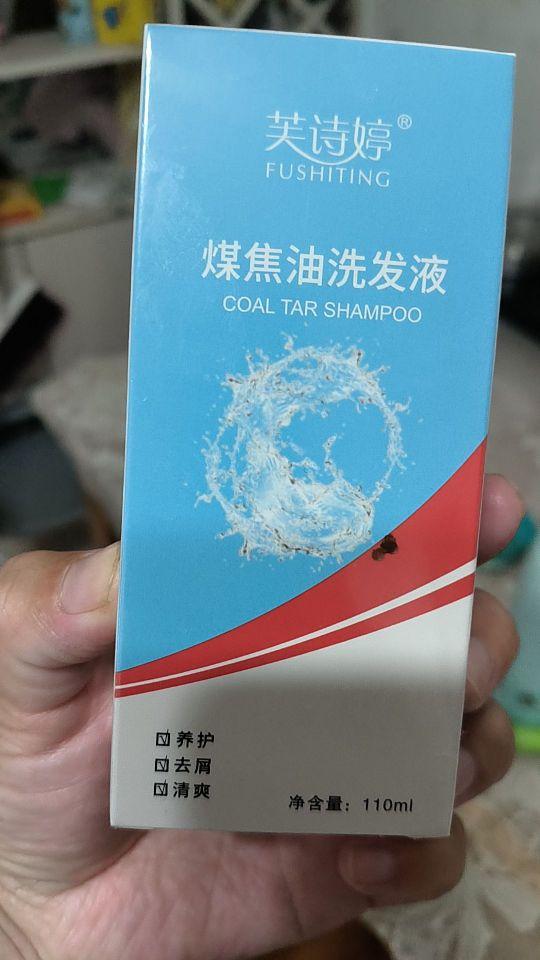 芙诗婷®
FUSHITING
煤焦油洗发液
COAL TAR SHAMPOO
☑养护
☑去屑
☑清爽
净含量：110ml